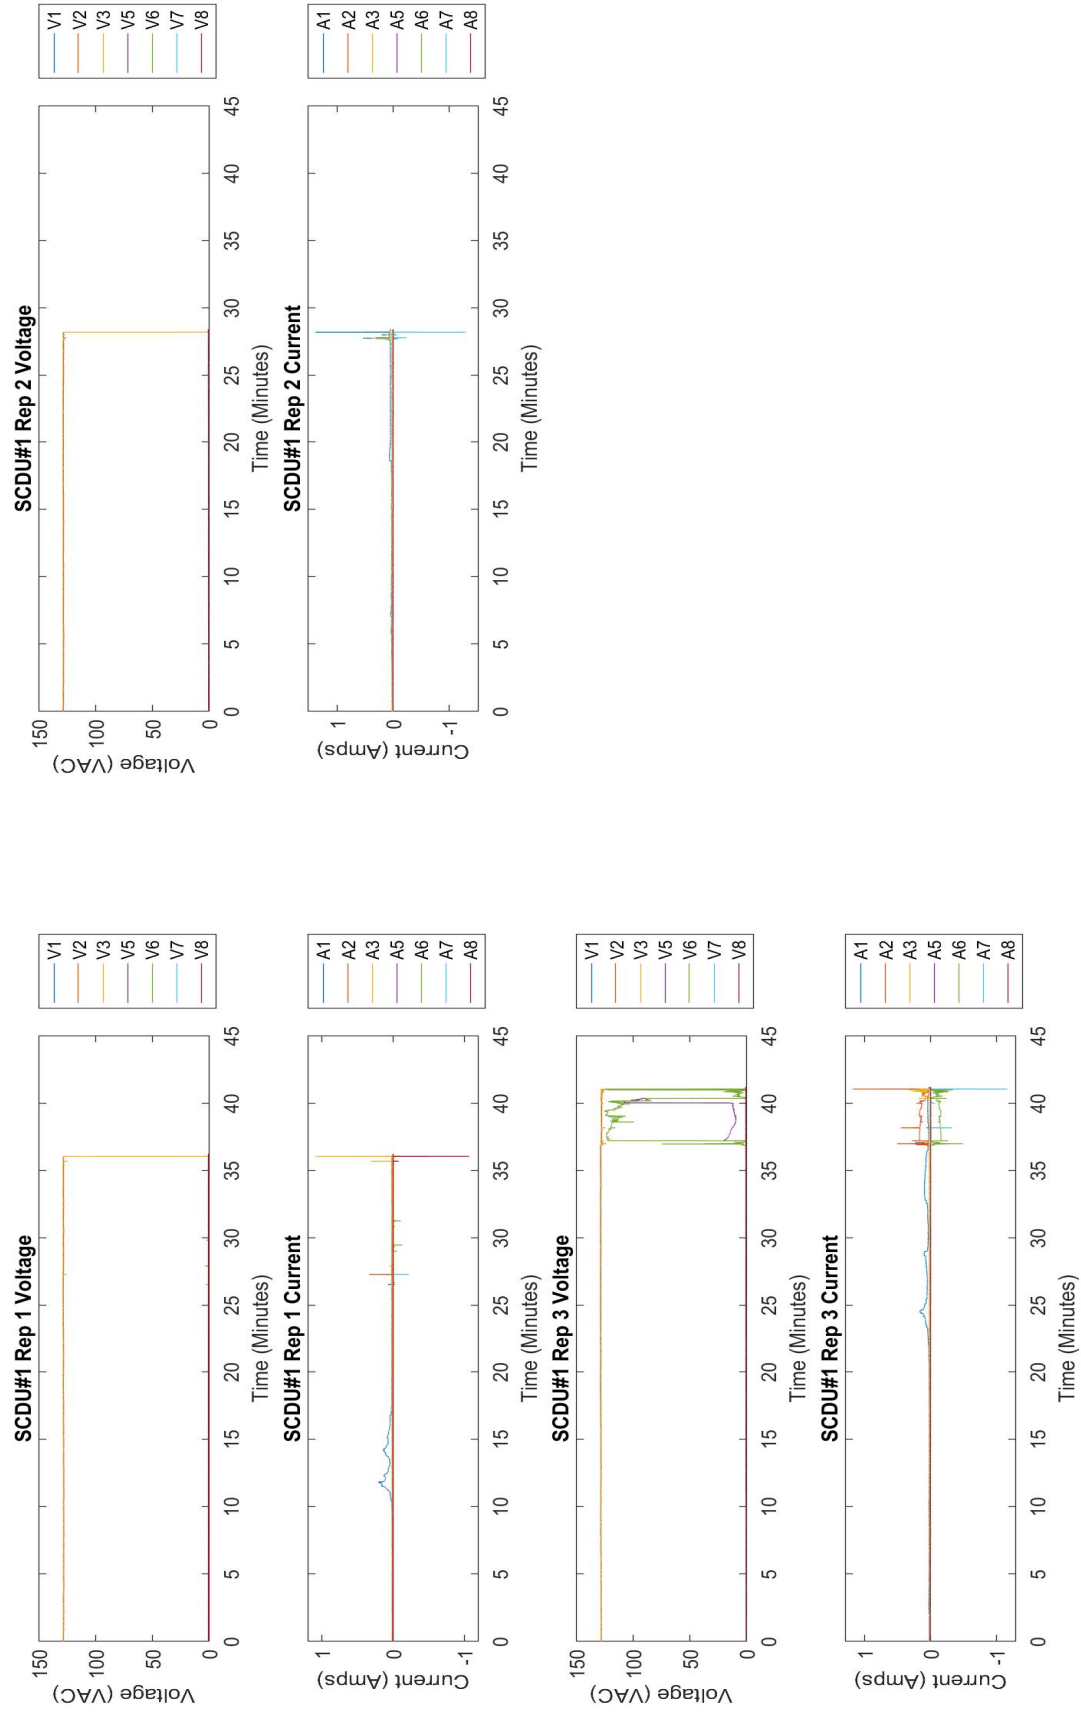 SCDU#1 Rep 1 Voltage
150
100
50
0
Voltage (VAC)
0 5 10 15 20 25 30 35 40 45
Time (Minutes)
V1
V2
V3
V5
V6
V7
V8
SCDU#1 Rep 2 Voltage
150
100
50
0
Voltage (VAC)
0 5 10 15 20 25 30 35 40 45
Time (Minutes)
V1
V2
V3
V5
V6
V7
V8
SCDU#1 Rep 1 Current
1
0
-1
Current (Amps)
0 5 10 15 20 25 30 35 40 45
Time (Minutes)
A1
A2
A3
A5
A6
A7
A8
SCDU#1 Rep 2 Current
1
0
-1
Current (Amps)
0 5 10 15 20 25 30 35 40 45
Time (Minutes)
A1
A2
A3
A5
A6
A7
A8
SCDU#1 Rep 3 Voltage
150
100
50
0
Voltage (VAC)
0 5 10 15 20 25 30 35 40 45
Time (Minutes)
V1
V2
V3
V5
V6
V7
V8
SCDU#1 Rep 3 Current
1
0
-1
Current (Amps)
0 5 10 15 20 25 30 35 40 45
Time (Minutes)
A1
A2
A3
A5
A6
A7
A8